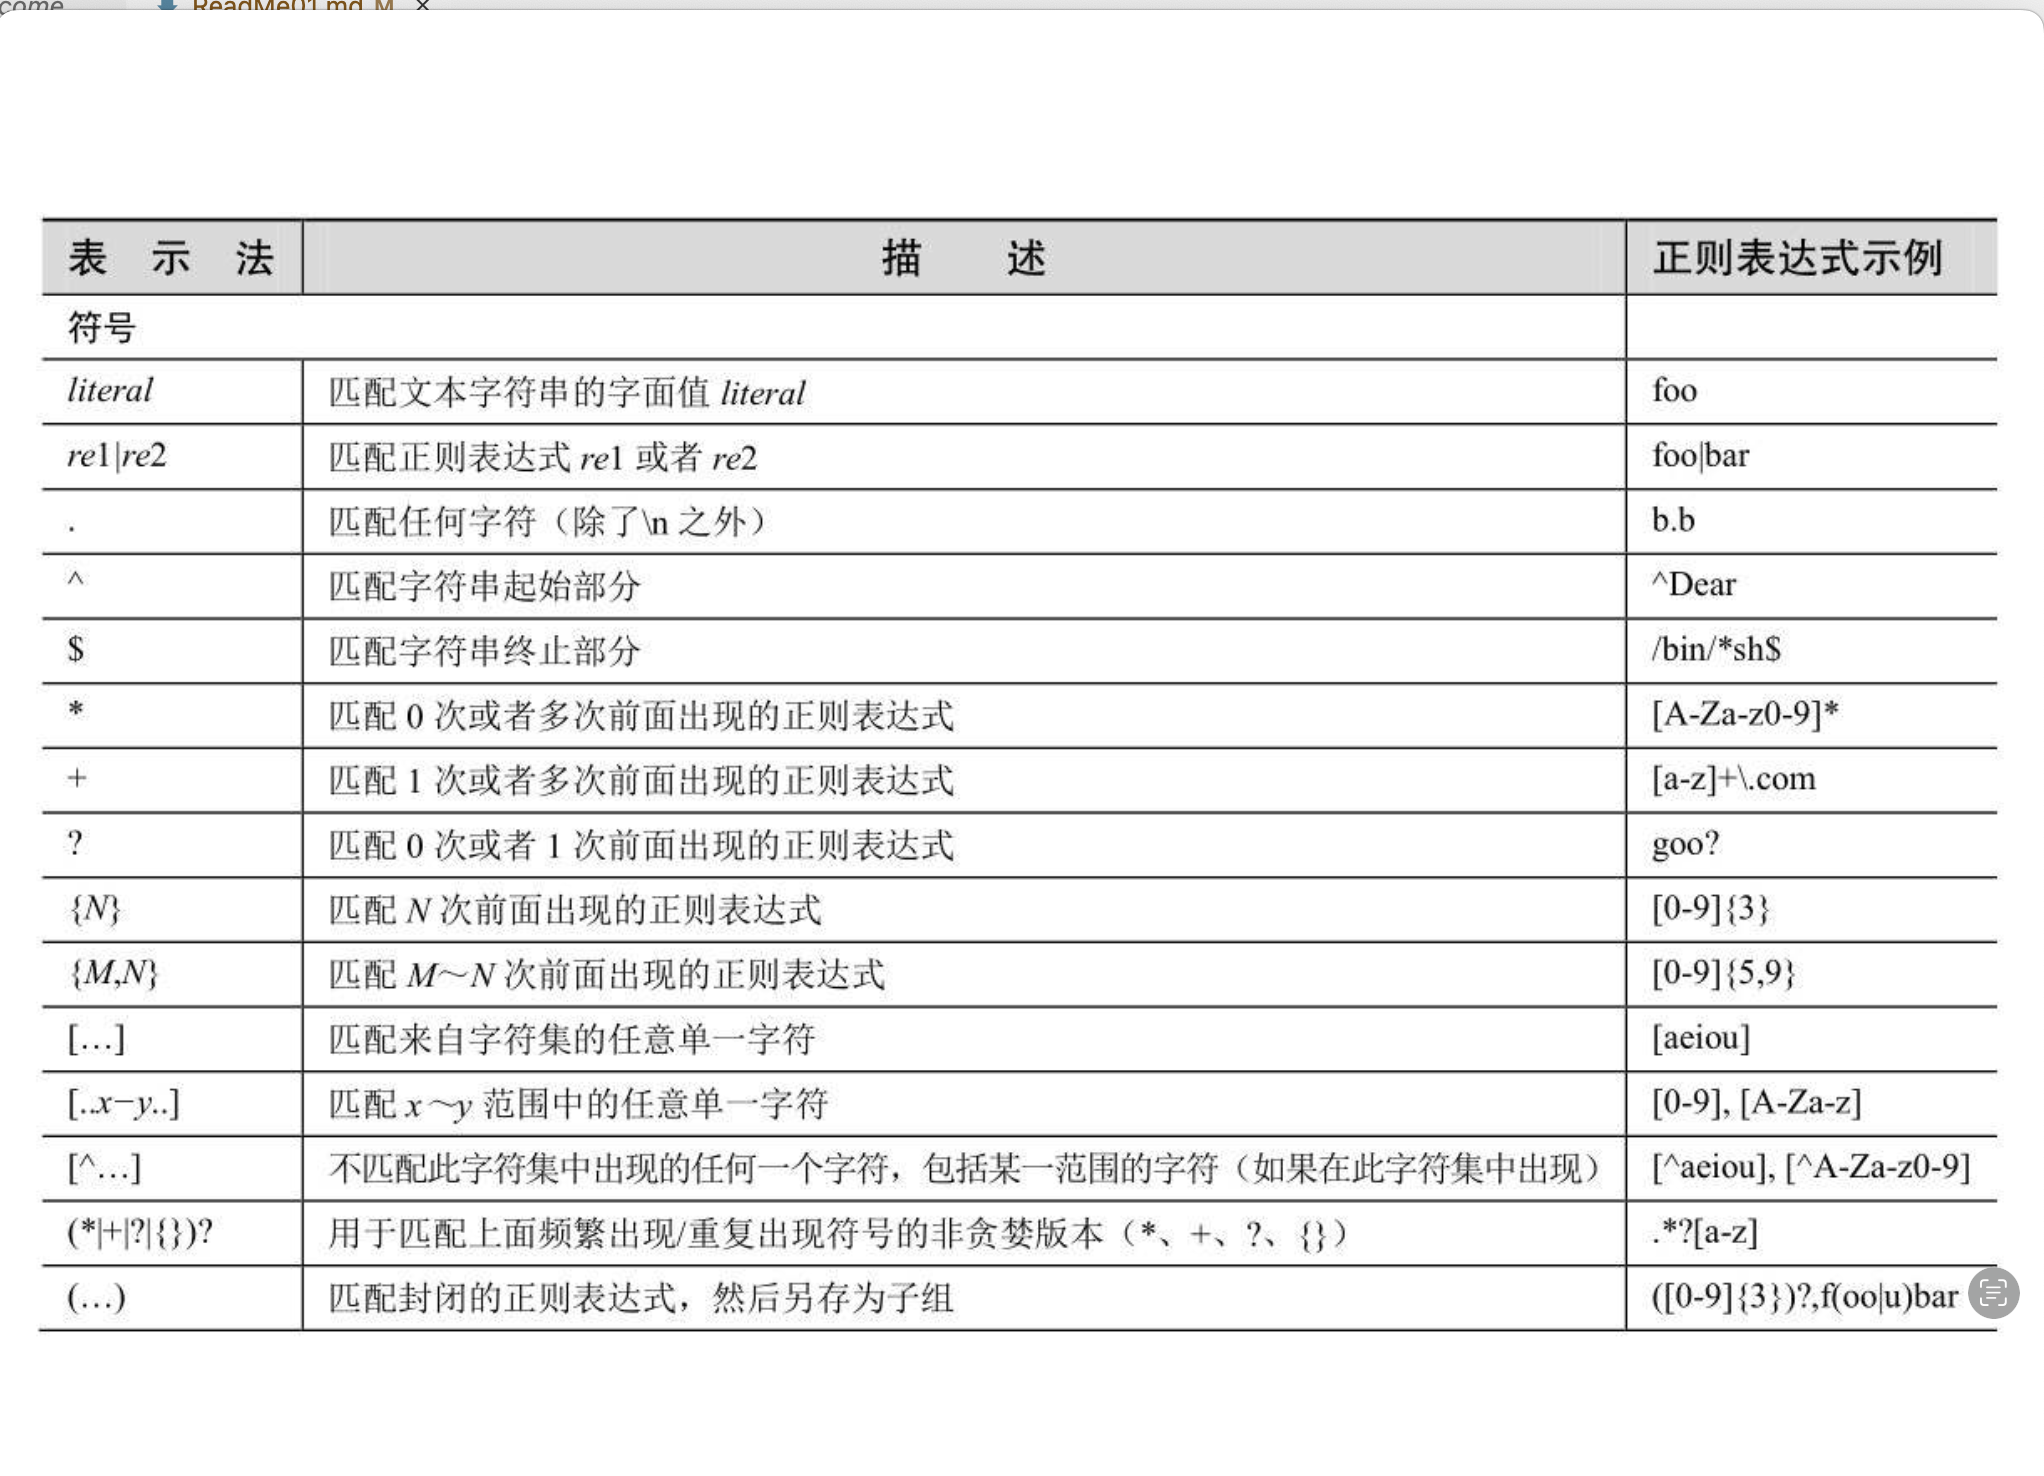 come ReadMe01.md M ×
表 示 法 描 述 正则表达式示例
符号
literal 匹配文本字符串的字面值 literal foo
re1|re2 匹配正则表达式 re1 或者 re2 foo|bar
. 匹配任何字符（除了\n 之外） b.b
^ 匹配字符串起始部分 ^Dear
$ 匹配字符串终止部分 /bin/*sh$
* 匹配 0 次或者多次前面出现的正则表达式 [A-Za-z0-9]*
+ 匹配 1 次或者多次前面出现的正则表达式 [a-z]+\.com
? 匹配 0 次或者 1 次前面出现的正则表达式 goo?
{N} 匹配 N 次前面出现的正则表达式 [0-9]{3}
{M,N} 匹配 M～N 次前面出现的正则表达式 [0-9]{5,9}
[…] 匹配来自字符集的任意单一字符 [aeiou]
[..x−y..] 匹配 x～y 范围中的任意单一字符 [0-9], [A-Za-z]
[^…] 不匹配此字符集中出现的任何一个字符，包括某一范围的字符（如果在此字符集中出现） [^aeiou], [^A-Za-z0-9]
(*|+|?|{})? 用于匹配上面频繁出现/重复出现符号的非贪婪版本（*、+、?、{}） .*?[a-z]
(…) 匹配封闭的正则表达式，然后另存为子组 ([0-9]{3})?,f(oo|u)bar